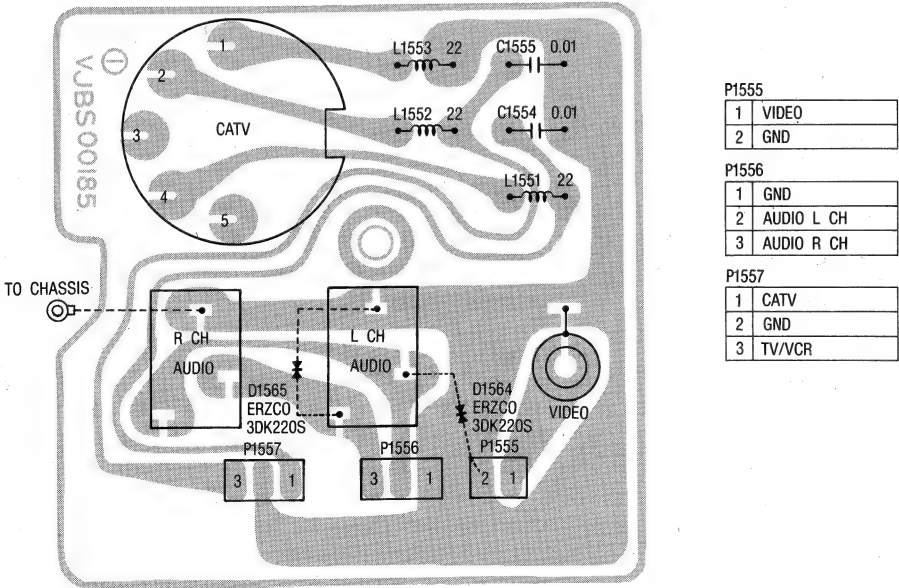 1
L1553 22
C1555 0.01
VJBS00185
2
3
CATV
L1552 22
C1554 0.01
4
L1551 22
5
TO CHASSIS
R CH
AUDIO
L CH
AUDIO
D1565
ERZCO
3DK220S
D1564
ERZCO
3DK220S
VIDEO
P1557
3 1
P1556
3 1
P1555
2 1
P1555
1 VIDEO
2 GND
P1556
1 GND
2 AUDIO L CH
3 AUDIO R CH
P1557
1 CATV
2 GND
3 TV/VCR